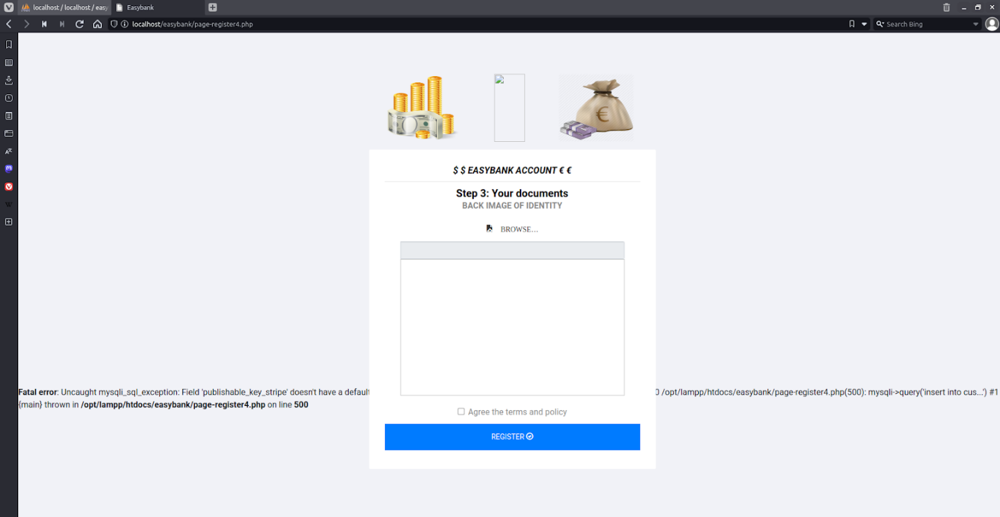 localhost / localhost / easy
Easybank
localhost/easybank/page-register4.php
Search Bing
$ $ EASYBANK ACCOUNT € €
Step 3: Your documents
BACK IMAGE OF IDENTITY
BROWSE...
Fatal error: Uncaught mysqli_sql_exception: Field 'publishable_key_stripe' doesn't have a default 0 /opt/lampp/htdocs/easybank/page-register4.php(500): mysqli->query('insert into cus...') #1
{main} thrown in /opt/lampp/htdocs/easybank/page-register4.php on line 500
Agree the terms and policy
REGISTER